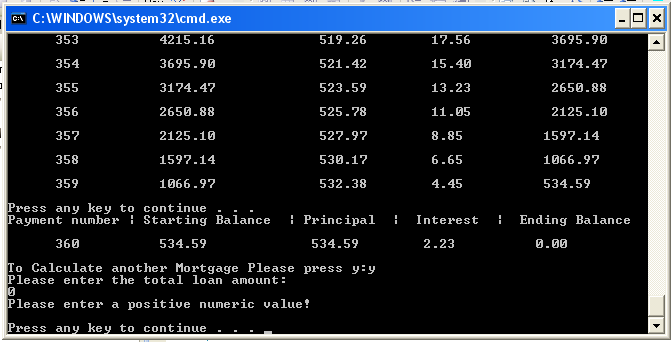 C:\WINDOWS\system32\cmd.exe
353 4215.16 519.26 17.56 3695.90
354 3695.90 521.42 15.40 3174.47
355 3174.47 523.59 13.23 2650.88
356 2650.88 525.78 11.05 2125.10
357 2125.10 527.97 8.85 1597.14
358 1597.14 530.17 6.65 1066.97
359 1066.97 532.38 4.45 534.59
Press any key to continue . . .
Payment number | Starting Balance | Principal | Interest | Ending Balance
360 534.59 534.59 2.23 0.00
To Calculate another Mortgage Please press y:y
Please enter the total loan amount:
0
Please enter a positive numeric value!
Press any key to continue . . . _